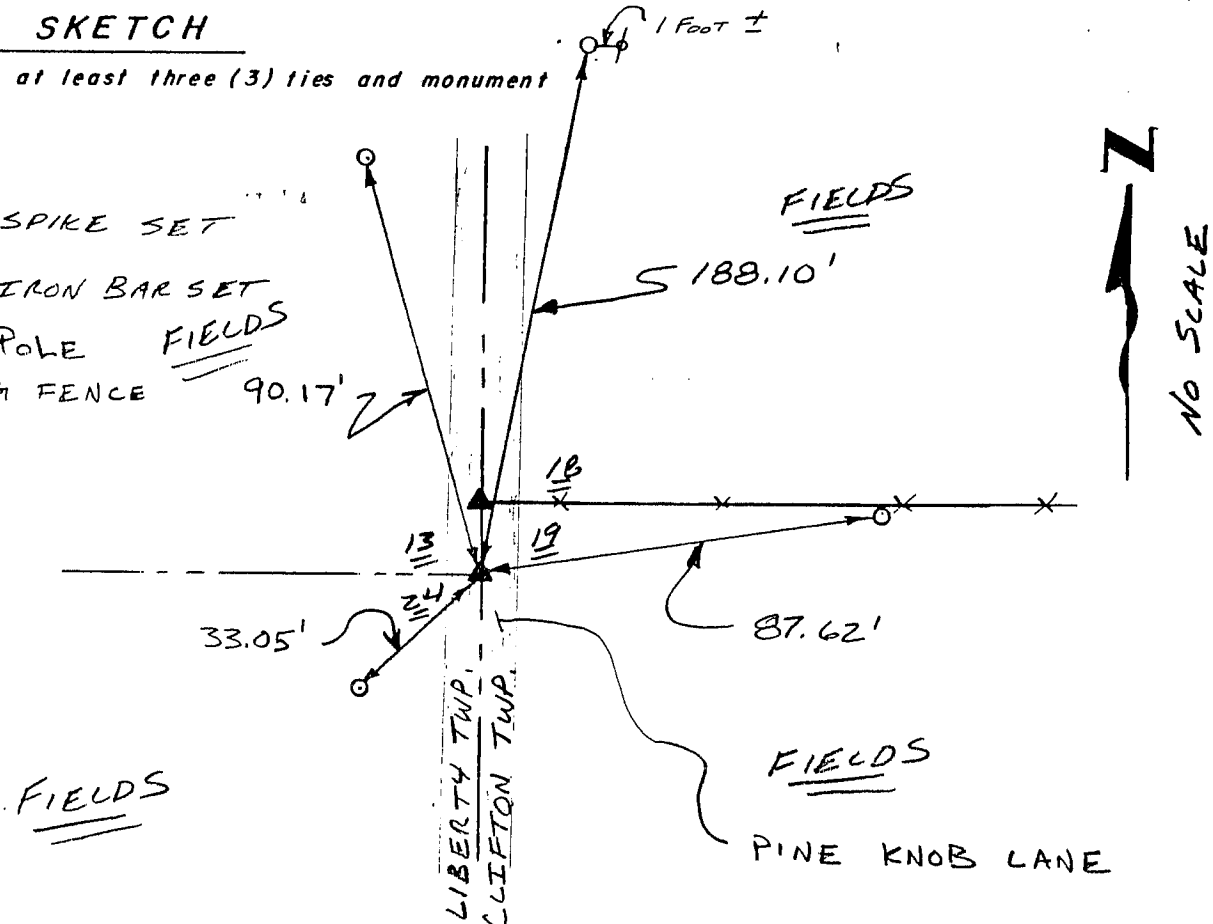 SKETCH
at least three (3) ties and monument
1 FOOT ±
SPIKE SET
IRON BAR SET
POLE
FENCE
FIELDS
FIELDS
188.10'
90.17'
N
NO SCALE
18
13
19
24
33.05'
87.62'
LIBERTY TWP.
CLIFTON TWP.
FIELDS
FIELDS
PINE KNOB LANE